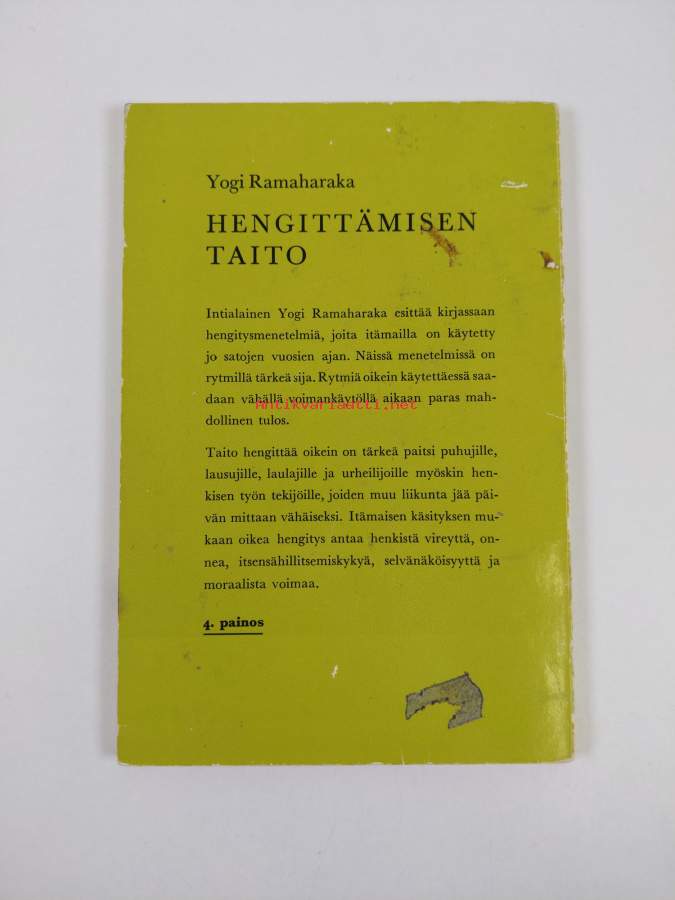 Yogi Ramaharaka
HENGITTÄMISEN
TAITO
Intialainen Yogi Ramaharaka esittää kirjassaan
hengitysmenetelmiä, joita itämailla on käytetty
jo satojen vuosien ajan. Näissä menetelmissä on
rytmillä tärkeä sija. Rytmiä oikein käytettäessä saa-
daan vähällä voimankäytöllä aikaan paras mah-
Antikvariaatti.net
dollinen tulos.
Taito hengittää oikein on tärkeä paitsi puhujille,
lausujille, laulajille ja urheilijoille myöskin hen-
kisen työn tekijöille, joiden muu liikunta jää päi-
vän mittaan vähäiseksi. Itämaisen käsityksen mu-
kaan oikea hengitys antaa henkistä vireyttä, on-
nea, itsensähillitsemiskykyä, selvänäköisyyttä ja
moraalista voimaa.
4. painos